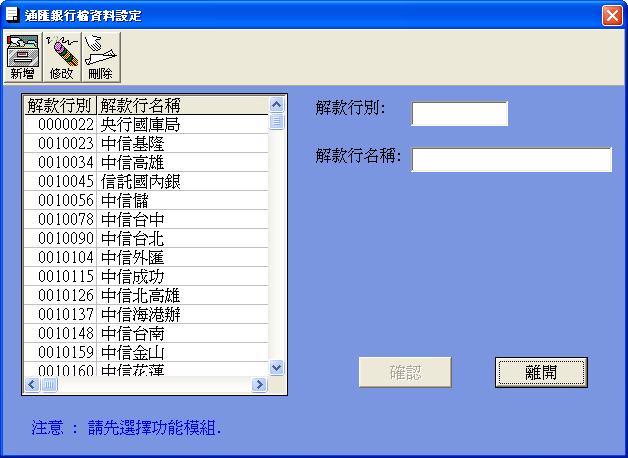 通匯銀行檔資料設定
新增 修改 刪除
解款行別 解款行名稱
0000022 央行國庫局
0010023 中信基隆
0010034 中信高雄
0010045 信託國內銀
0010056 中信儲
0010078 中信台中
0010090 中信台北
0010104 中信外匯
0010115 中信成功
0010126 中信北高雄
0010137 中信海港辦
0010148 中信台南
0010159 中信金山
0010160 中信花蓮
解款行別:
解款行名稱:
確認 離開
注意 : 請先選擇功能模組.